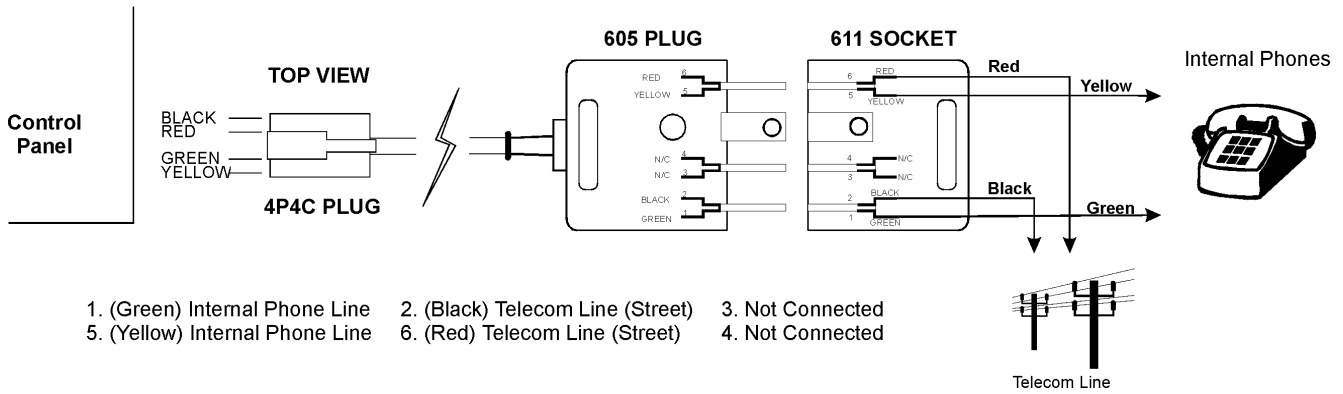 605 PLUG
611 SOCKET
Internal Phones
TOP VIEW
Control
Panel
BLACK
RED
GREEN
YELLOW
4P4C PLUG
RED 6
YELLOW 5
N/C 4
N/C 3
BLACK 2
GREEN 1
6 RED
5 YELLOW
4 N/C
3 N/C
2 BLACK
1 GREEN
Red
Yellow
Black
Green
1. (Green) Internal Phone Line 2. (Black) Telecom Line (Street) 3. Not Connected
5. (Yellow) Internal Phone Line 6. (Red) Telecom Line (Street) 4. Not Connected
Telecom Line